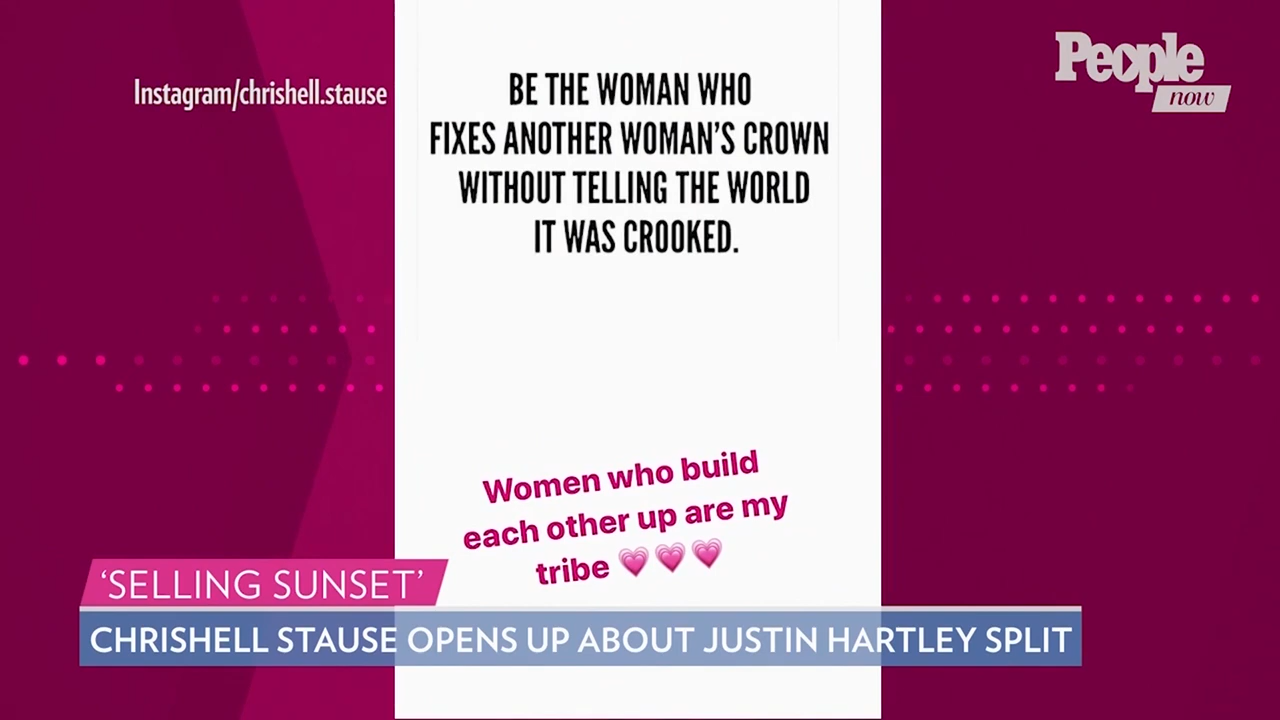 Instagram/chrishell.stause
People
now
BE THE WOMAN WHO
FIXES ANOTHER WOMAN'S CROWN
WITHOUT TELLING THE WORLD
IT WAS CROOKED.
Women who build
each other up are my
tribe 💗💗💗
'SELLING SUNSET'
CHRISHELL STAUSE OPENS UP ABOUT JUSTIN HARTLEY SPLIT